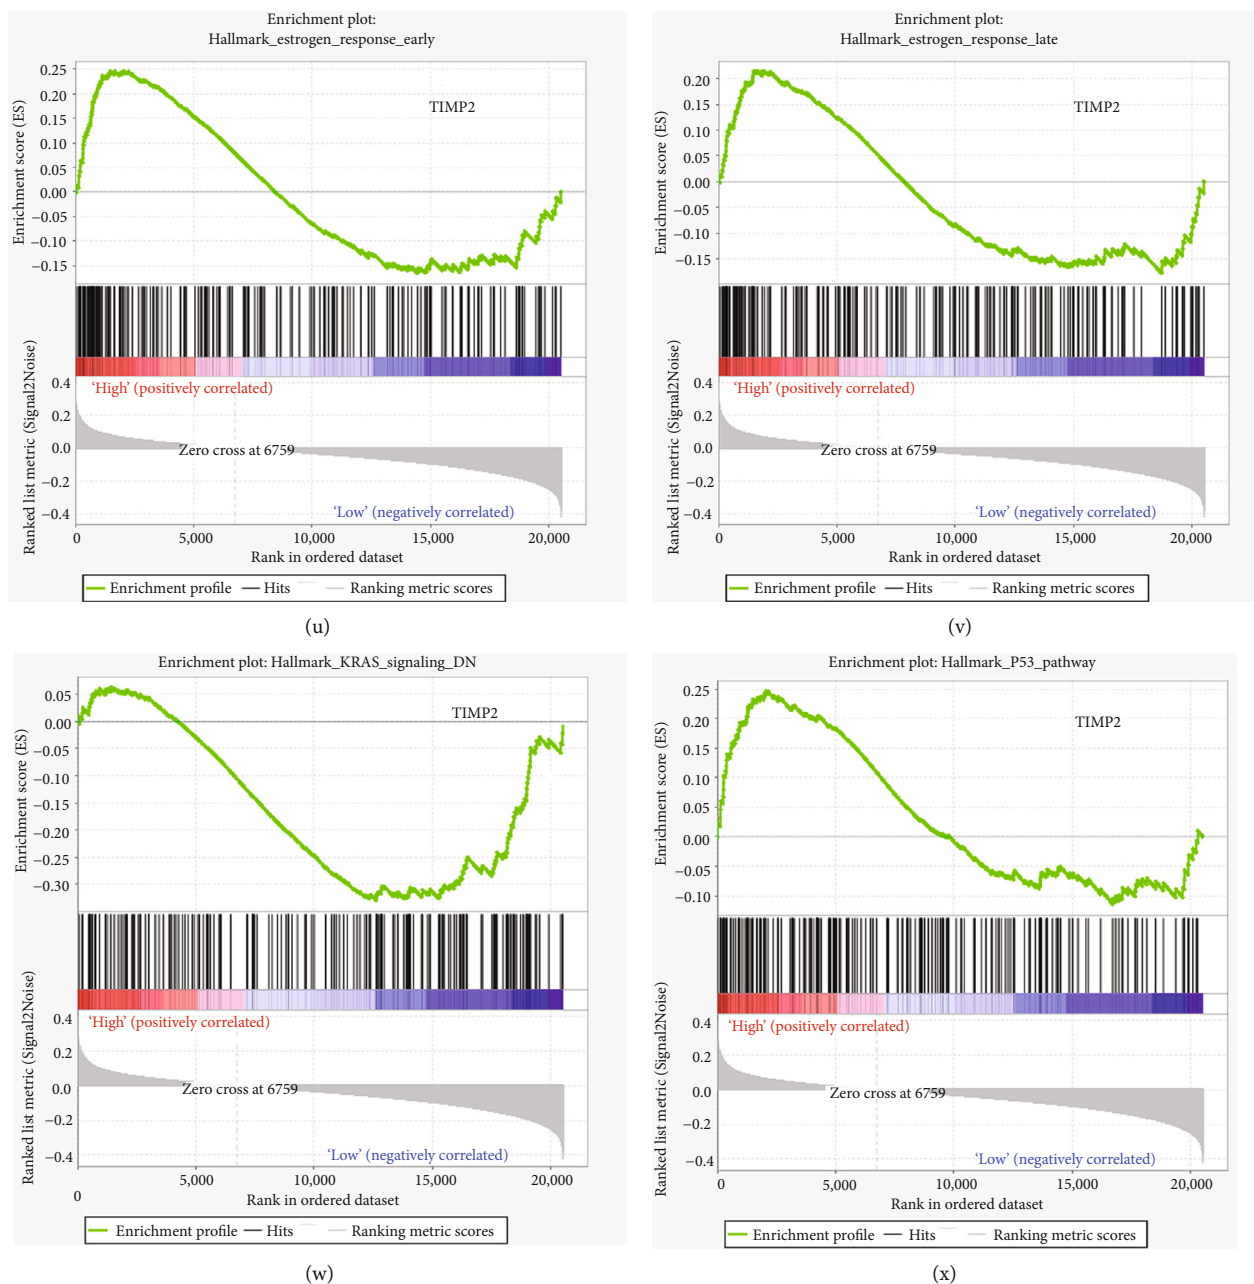 Enrichment plot:
Hallmark_estrogen_response_early
Enrichment score (ES)
0.25
0.20
0.15
0.10
0.05
0.00
−0.05
−0.10
−0.15
TIMP2
Ranked list metric (Signal2Noise)
0.4
0.2
0.0
−0.2
−0.4
'High' (positively correlated)
Zero cross at 6759
'Low' (negatively correlated)
0 5,000 10,000 15,000 20,000
Rank in ordered dataset
Enrichment profile Hits Ranking metric scores
(u)
Enrichment plot:
Hallmark_estrogen_response_late
Enrichment score (ES)
0.20
0.15
0.10
0.05
0.00
−0.05
−0.10
−0.15
TIMP2
Ranked list metric (Signal2Noise)
0.4
0.2
0.0
−0.2
−0.4
'High' (positively correlated)
Zero cross at 6759
'Low' (negatively correlated)
0 5,000 10,000 15,000 20,000
Rank in ordered dataset
Enrichment profile Hits Ranking metric scores
(v)
Enrichment plot: Hallmark_KRAS_signaling_DN
Enrichment score (ES)
0.05
0.00
−0.05
−0.10
−0.15
−0.20
−0.25
−0.30
TIMP2
Ranked list metric (Signal2Noise)
0.4
0.2
0.0
−0.2
−0.4
'High' (positively correlated)
Zero cross at 6759
'Low' (negatively correlated)
0 5,000 10,000 15,000 20,000
Rank in ordered dataset
Enrichment profile Hits Ranking metric scores
(w)
Enrichment plot: Hallmark_P53_pathway
Enrichment score (ES)
0.25
0.20
0.15
0.10
0.05
0.00
−0.05
−0.10
TIMP2
Ranked list metric (Signal2Noise)
0.4
0.2
0.0
−0.2
−0.4
'High' (positively correlated)
Zero cross at 6759
'Low' (negatively correlated)
0 5,000 10,000 15,000 20,000
Rank in ordered dataset
Enrichment profile Hits Ranking metric scores
(x)